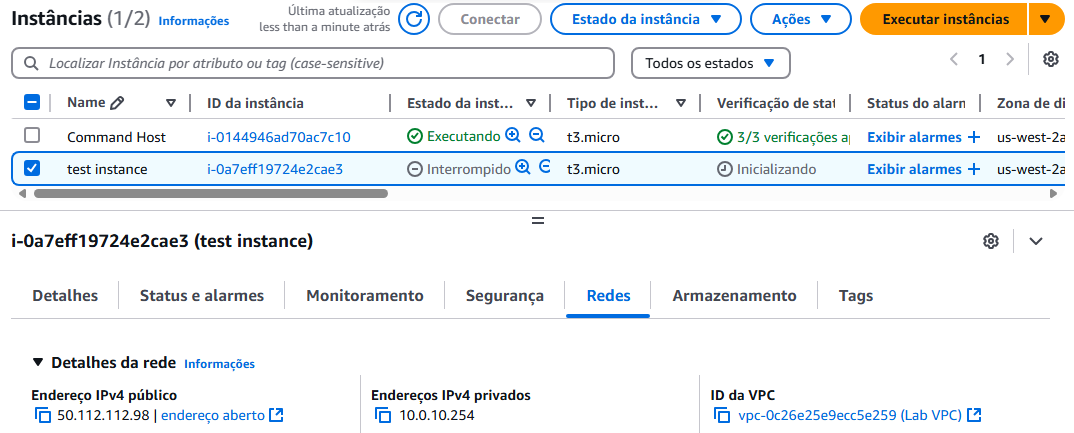 Instâncias (1/2) Informações
Última atualização
less than a minute atrás
Conectar
Estado da instância
Ações
Executar instâncias
Localizar Instância por atributo ou tag (case-sensitive)
Todos os estados
1
Name ID da instância Estado da inst... Tipo de inst... Verificação de stat Status do alarn Zona de di
Command Host i-0144946ad70ac7c10 Executando t3.micro 3/3 verificações a Exibir alarmes + us-west-2a
test instance i-0a7eff19724e2cae3 Interrompido t3.micro Inicializando Exibir alarmes + us-west-2a
i-0a7eff19724e2cae3 (test instance)
Detalhes Status e alarmes Monitoramento Segurança Redes Armazenamento Tags
Detalhes da rede Informações
Endereço IPv4 público
50.112.112.98 | endereço aberto
Endereços IPv4 privados
10.0.10.254
ID da VPC
vpc-0c26e25e9ecc5e259 (Lab VPC)